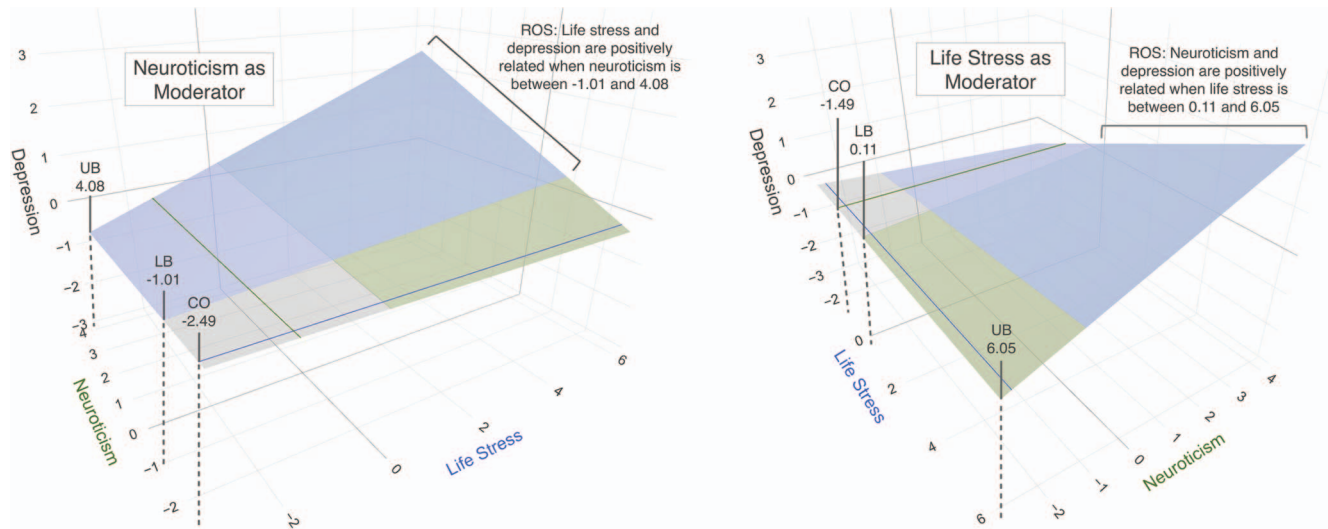 Neuroticism as
Moderator
ROS: Life stress and
depression are positively
related when neuroticism is
between -1.01 and 4.08
3
2
1
0
-1
-2
-3
Depression
UB
4.08
LB
-1.01
CO
-2.49
4
3
2
1
0
-1
-2
Neuroticism
-2
0
2
4
6
Life Stress
Life Stress as
Moderator
ROS: Neuroticism and
depression are positively
related when life stress is
between 0.11 and 6.05
3
2
1
0
-1
-2
-3
Depression
CO
-1.49
LB
0.11
UB
6.05
-2
0
2
4
6
Life Stress
-2
-1
0
1
2
3
4
Neuroticism